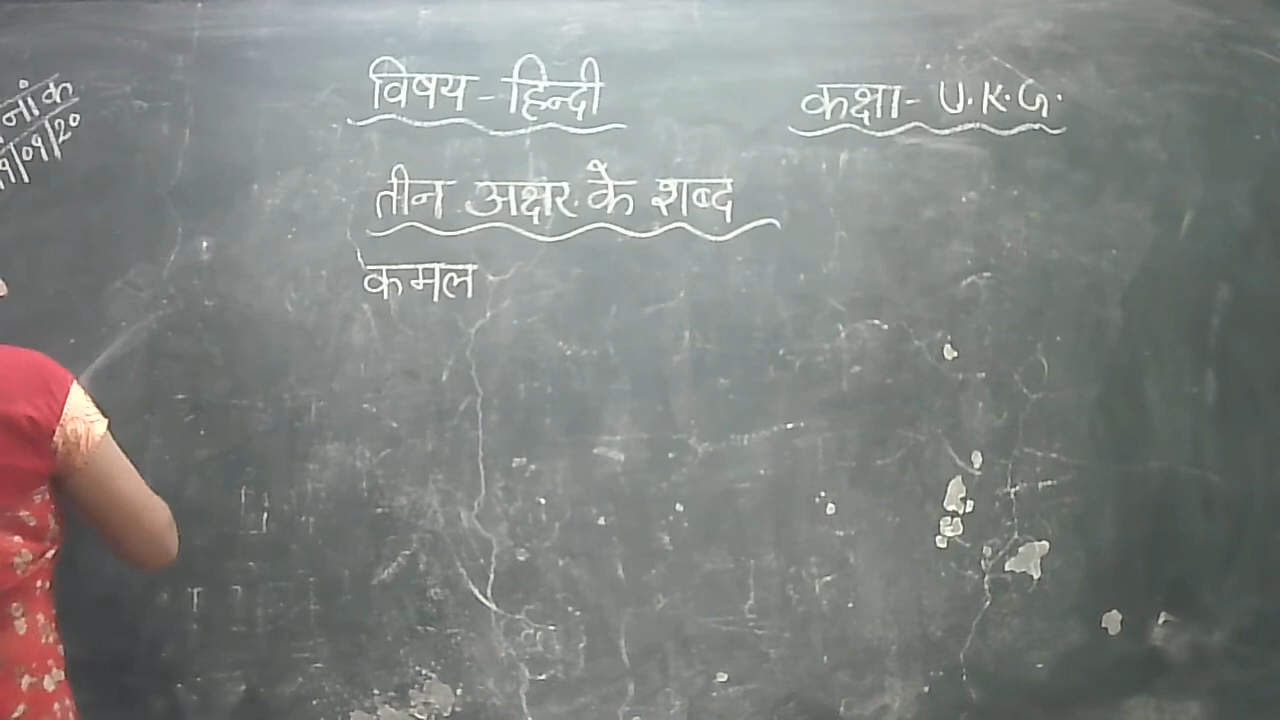 विषय - हिन्दी
कक्षा - U.K.G.
तीन अक्षर के शब्द
कमल